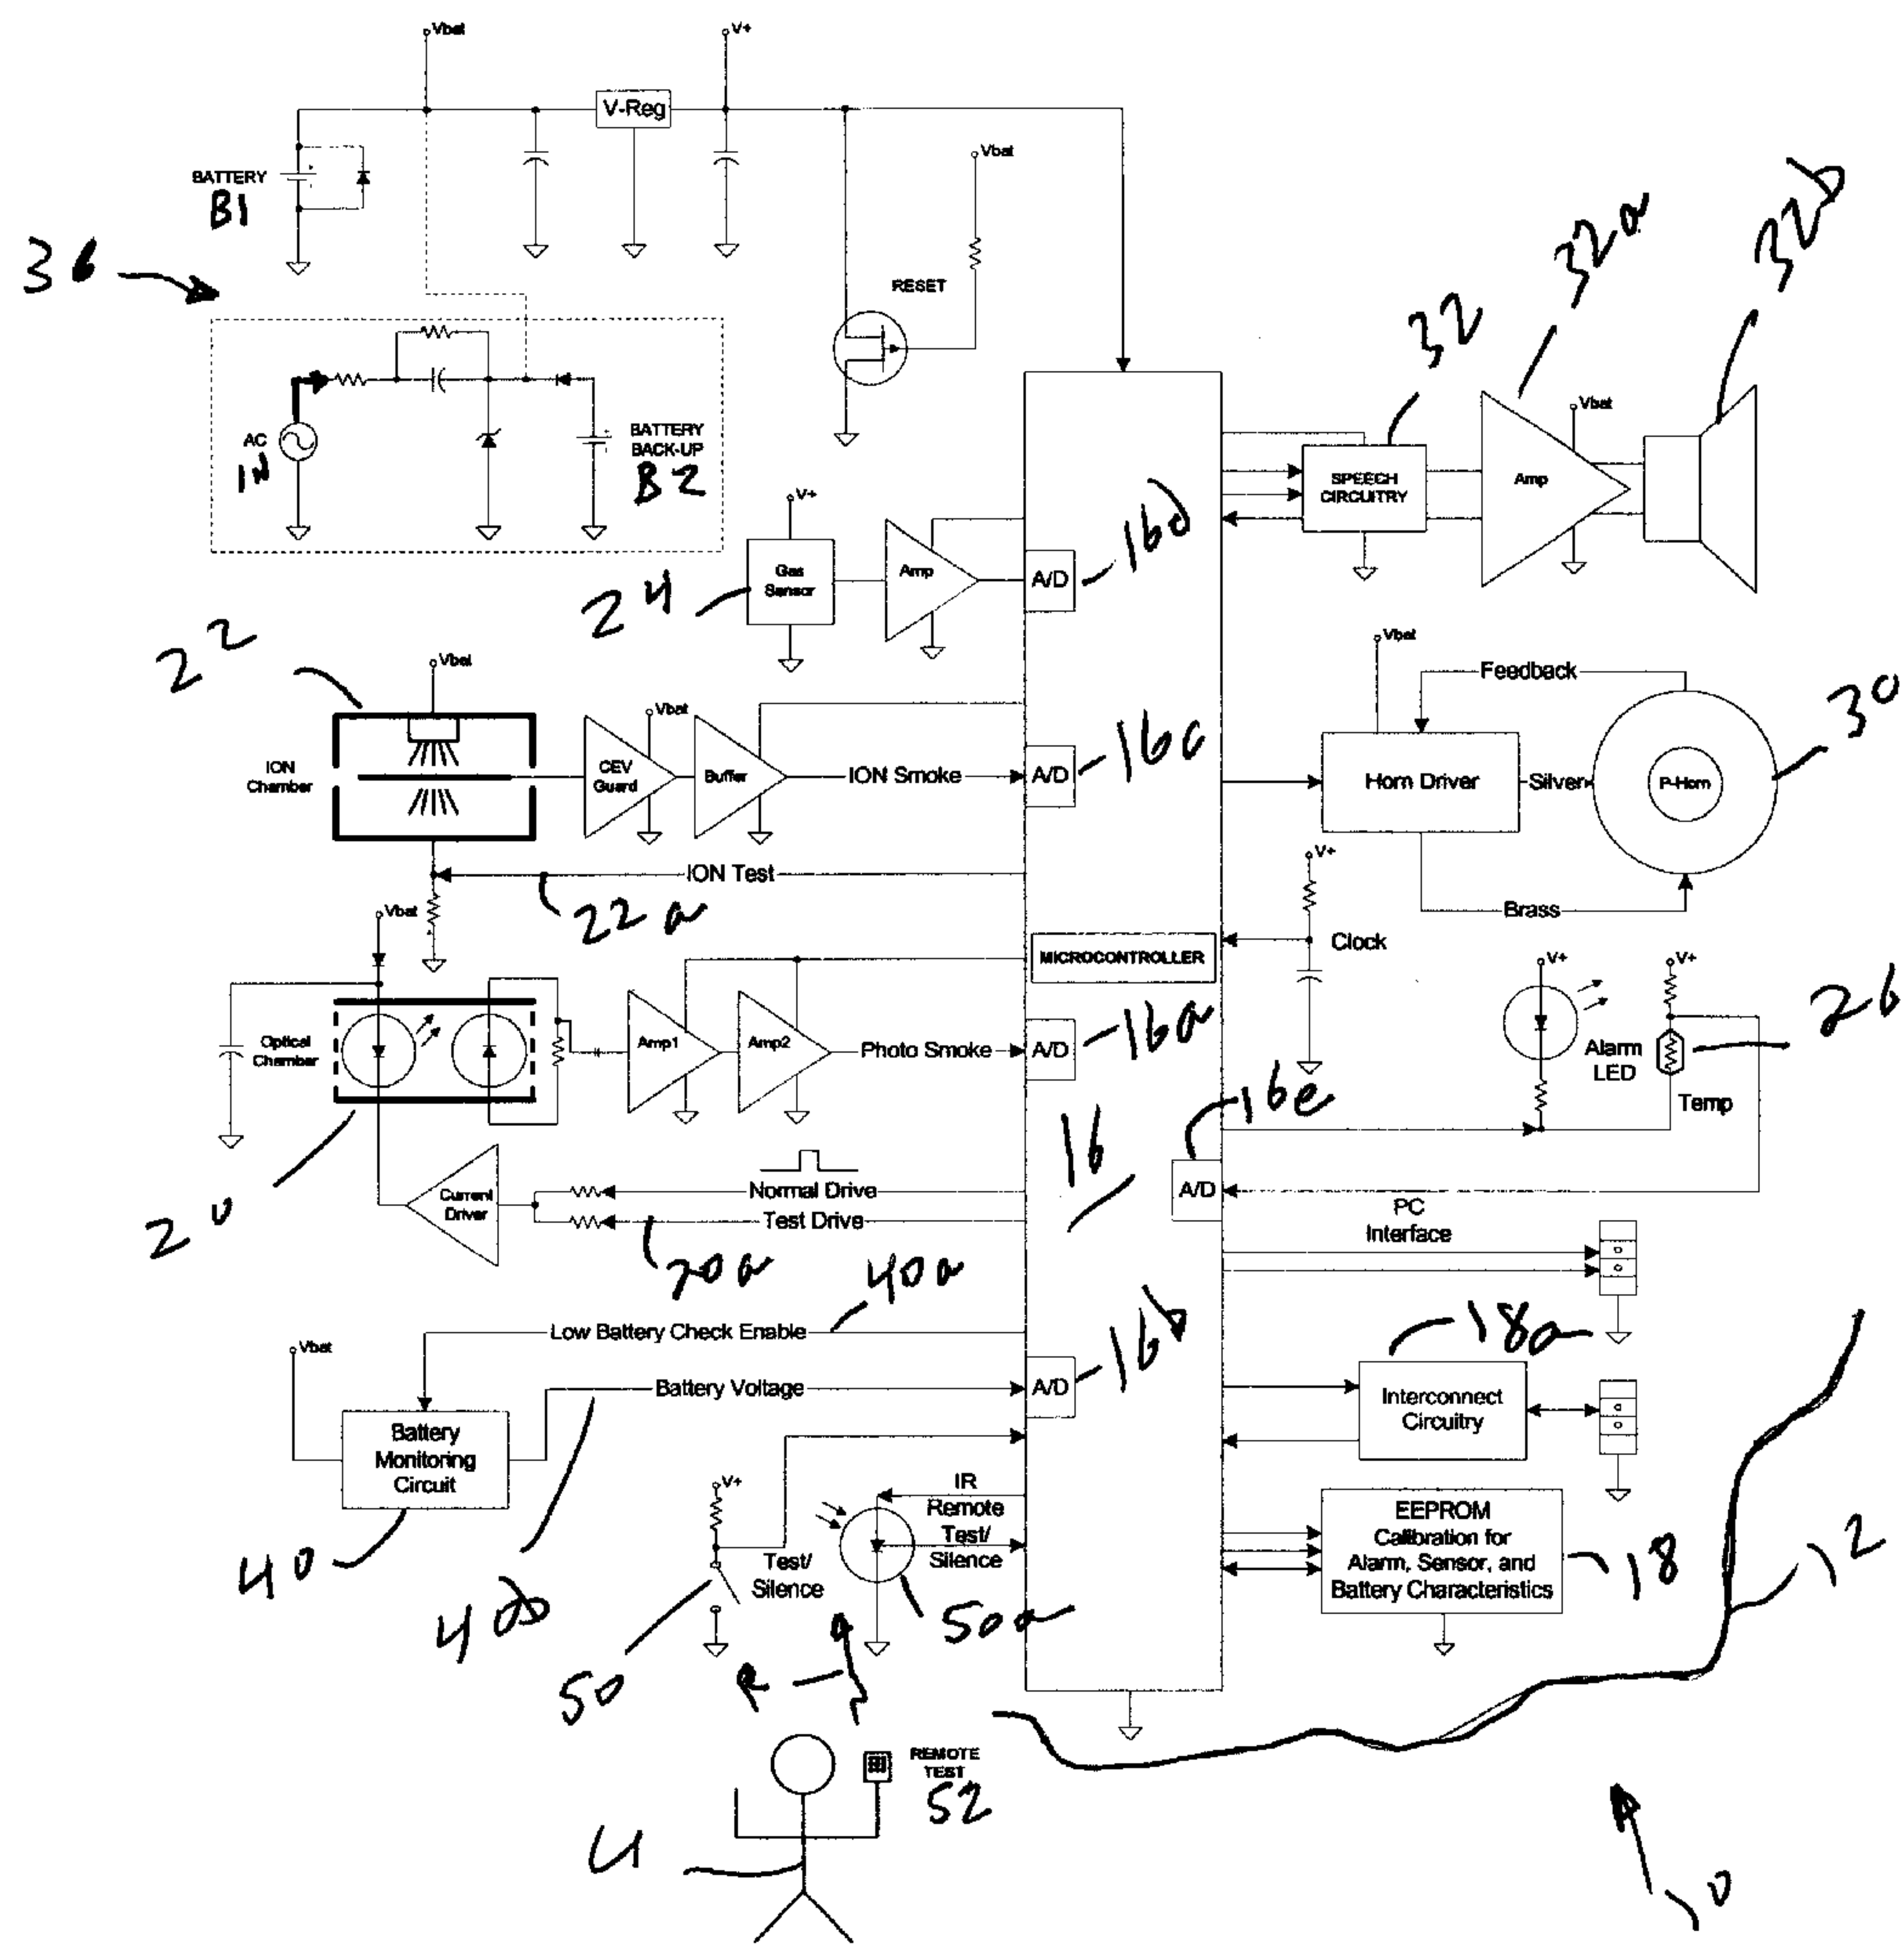 Vbat
V+
V-Reg
BATTERY
B1
Vbat
RESET
36
AC
IN
BATTERY
BACK-UP
B2
32
32a
32b
Vbat
SPEECH
CIRCUITRY
Amp
V+
Gas
Sensor
Amp
A/D
16d
24
22
Vbat
ION
Chamber
CEV
Guard
Vbat
Buffer
ION Smoke
A/D
16c
ION Test
22a
Vbat
Feedback
Horn Driver
Silver
P-Horn
30
Brass
V+
Clock
MICROCONTROLLER
Vbat
Optical
Chamber
Amp1
Amp2
Photo Smoke
A/D
16a
V+
V+
Alarm
LED
Temp
26
16e
A/D
16
20
Current
Driver
Normal Drive
Test Drive
20a
PC
Interface
40a
Low Battery Check Enable
Vbat
Battery Voltage
A/D
16b
Battery
Monitoring
Circuit
40
40b
18a
Interconnect
Circuitry
V+
Test/
Silence
50
IR
Remote
Test/
Silence
50a
EEPROM
Calibration for
Alarm, Sensor, and
Battery Characteristics
18
12
R
REMOTE
TEST
52
U
10